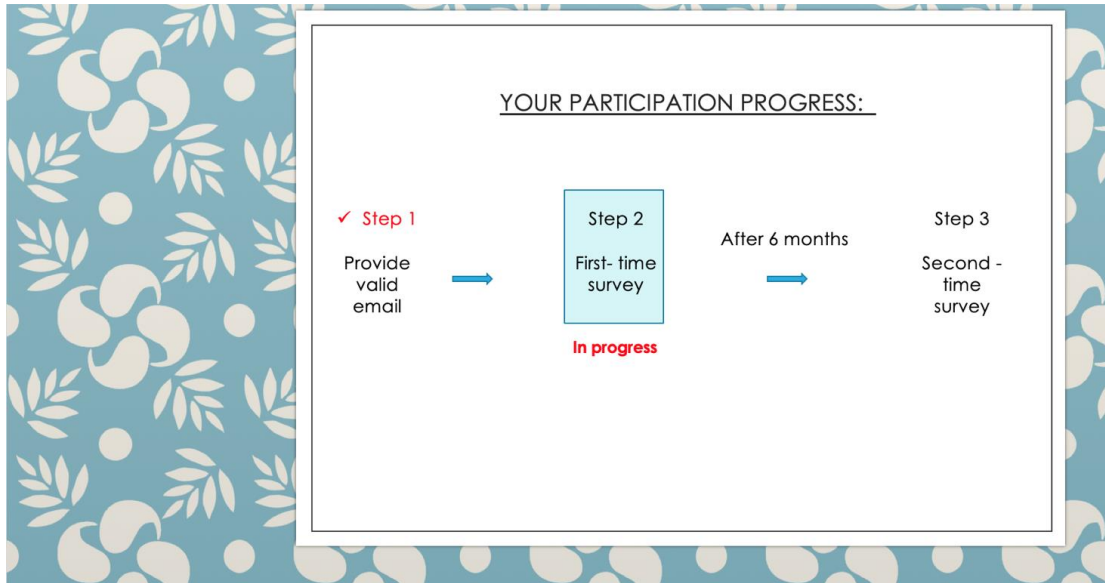 YOUR PARTICIPATION PROGRESS:
✓ Step 1
Provide
valid
email
Step 2
First- time
survey
In progress
After 6 months
Step 3
Second -
time
survey